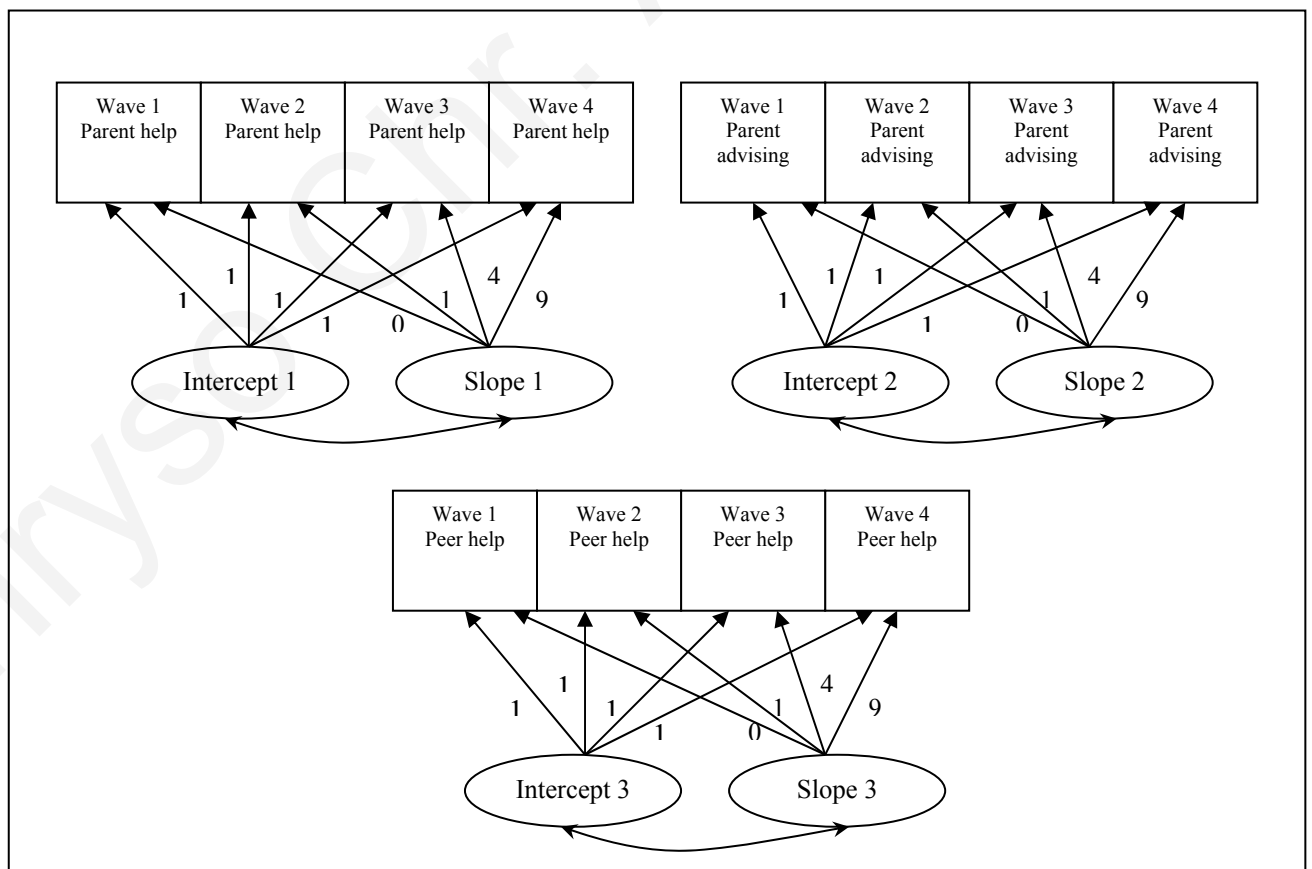 Wave 1
Parent help
Wave 2
Parent help
Wave 3
Parent help
Wave 4
Parent help
Wave 1
Parent
advising
Wave 2
Parent
advising
Wave 3
Parent
advising
Wave 4
Parent
advising
1
1
1
1
0
1
4
9
1
1
1
1
0
1
4
9
Intercept 1
Slope 1
Intercept 2
Slope 2
Wave 1
Peer help
Wave 2
Peer help
Wave 3
Peer help
Wave 4
Peer help
1
1
1
1
0
1
4
9
Intercept 3
Slope 3